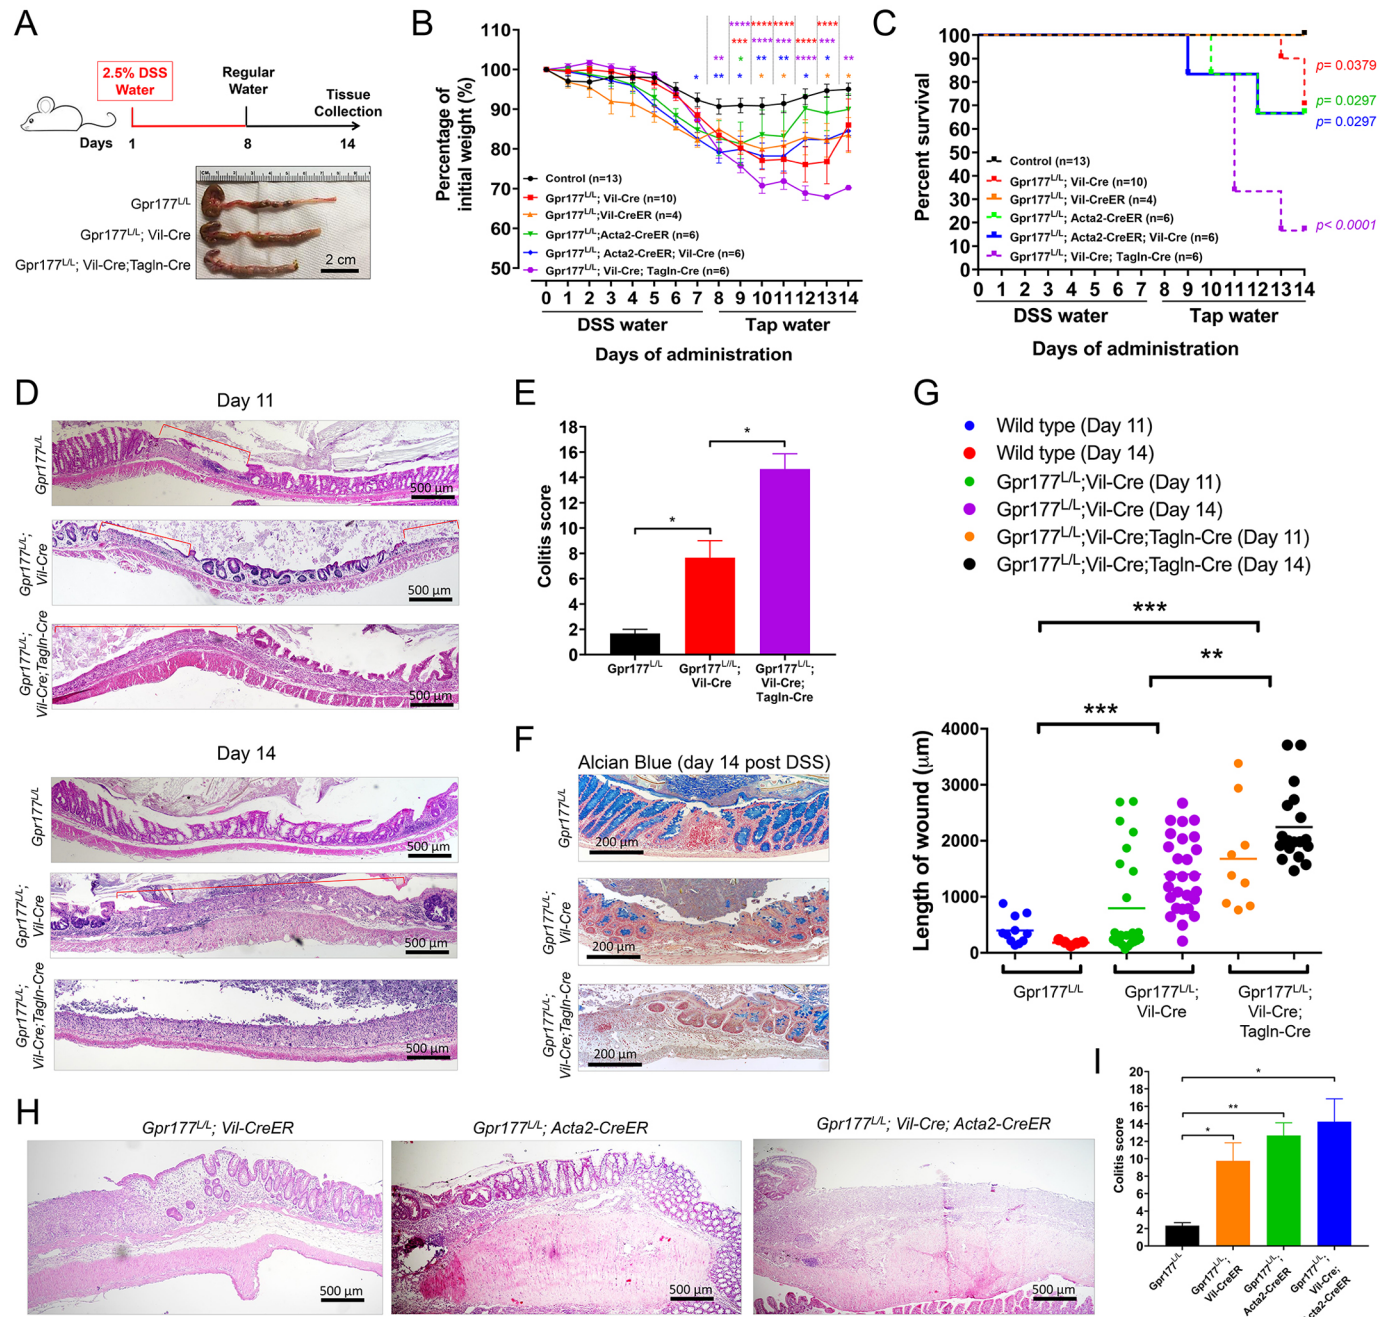 A
2.5% DSS
Water
Regular
Water
Tissue
Collection
Days
1
8
14
Gpr177L/L
Gpr177L/L; Vil-Cre
Gpr177L/L; Vil-Cre;Tagln-Cre
2 cm
B
Percentage of
initial weight (%)
110
100
90
80
70
60
50
**** **** ****
*** **** *** **** ***
** * ** ** **** * **
* ** * * * * * *
Control (n=13)
Gpr177L/L; Vil-Cre (n=10)
Gpr177L/L;Vil-CreER (n=4)
Gpr177L/L;Acta2-CreER (n=6)
Gpr177L/L; Acta2-CreER; Vil-Cre (n=6)
Gpr177L/L; Vil-Cre; Tagln-Cre (n=6)
0 1 2 3 4 5 6 7 8 9 10 11 12 13 14
DSS water
Tap water
Days of administration
C
Percent survival
100
90
80
70
60
50
40
30
20
10
0
p= 0.0379
p= 0.0297
p= 0.0297
p< 0.0001
Control (n=13)
Gpr177L/L; Vil-Cre (n=10)
Gpr177L/L; Vil-CreER (n=4)
Gpr177L/L; Acta2-CreER (n=6)
Gpr177L/L; Acta2-CreER; Vil-Cre (n=6)
Gpr177L/L; Vil-Cre; Tagln-Cre (n=6)
0 1 2 3 4 5 6 7 8 9 10 11 12 13 14
DSS water
Tap water
Days of administration
D
Day 11
Gpr177L/L
500 µm
Gpr177L/L;
Vil-Cre
500 µm
Gpr177L/L;
Vil-Cre;Tagln-Cre
500 µm
Day 14
Gpr177L/L
500 µm
Gpr177L/L;
Vil-Cre
500 µm
Gpr177L/L;
Vil-Cre;Tagln-Cre
500 µm
E
Colitis score
18
16
14
12
10
8
6
4
2
0
*
*
Gpr177L/L
Gpr177L//L;
Vil-Cre
Gpr177L/L;
Vil-Cre;
Tagln-Cre
F
Alcian Blue (day 14 post DSS)
Gpr177L/L
200 µm
Gpr177L/L;
Vil-Cre
200 µm
Gpr177L/L;
Vil-Cre;Tagln-Cre
200 µm
G
Wild type (Day 11)
Wild type (Day 14)
Gpr177L/L;Vil-Cre (Day 11)
Gpr177L/L;Vil-Cre (Day 14)
Gpr177L/L;Vil-Cre;Tagln-Cre (Day 11)
Gpr177L/L;Vil-Cre;Tagln-Cre (Day 14)
***
**
***
Length of wound (µm)
4000
3000
2000
1000
0
Gpr177L/L
Gpr177L/L;
Vil-Cre
Gpr177L/L;
Vil-Cre;
Tagln-Cre
H
Gpr177L/L; Vil-CreER
500 µm
Gpr177L/L; Acta2-CreER
500 µm
Gpr177L/L; Vil-Cre; Acta2-CreER
500 µm
I
Colitis score
20
18
16
14
12
10
8
6
4
2
0
*
**
*
Gpr177L/L
Gpr177L/L;
Vil-CreER
Gpr177L/L;
Acta2-CreER
Gpr177L/L;
Vil-Cre;
Acta2-CreER